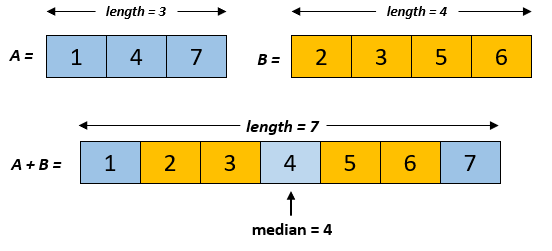 length = 3
length = 4
A = 1 4 7
B = 2 3 5 6
length = 7
A + B = 1 2 3 4 5 6 7
median = 4